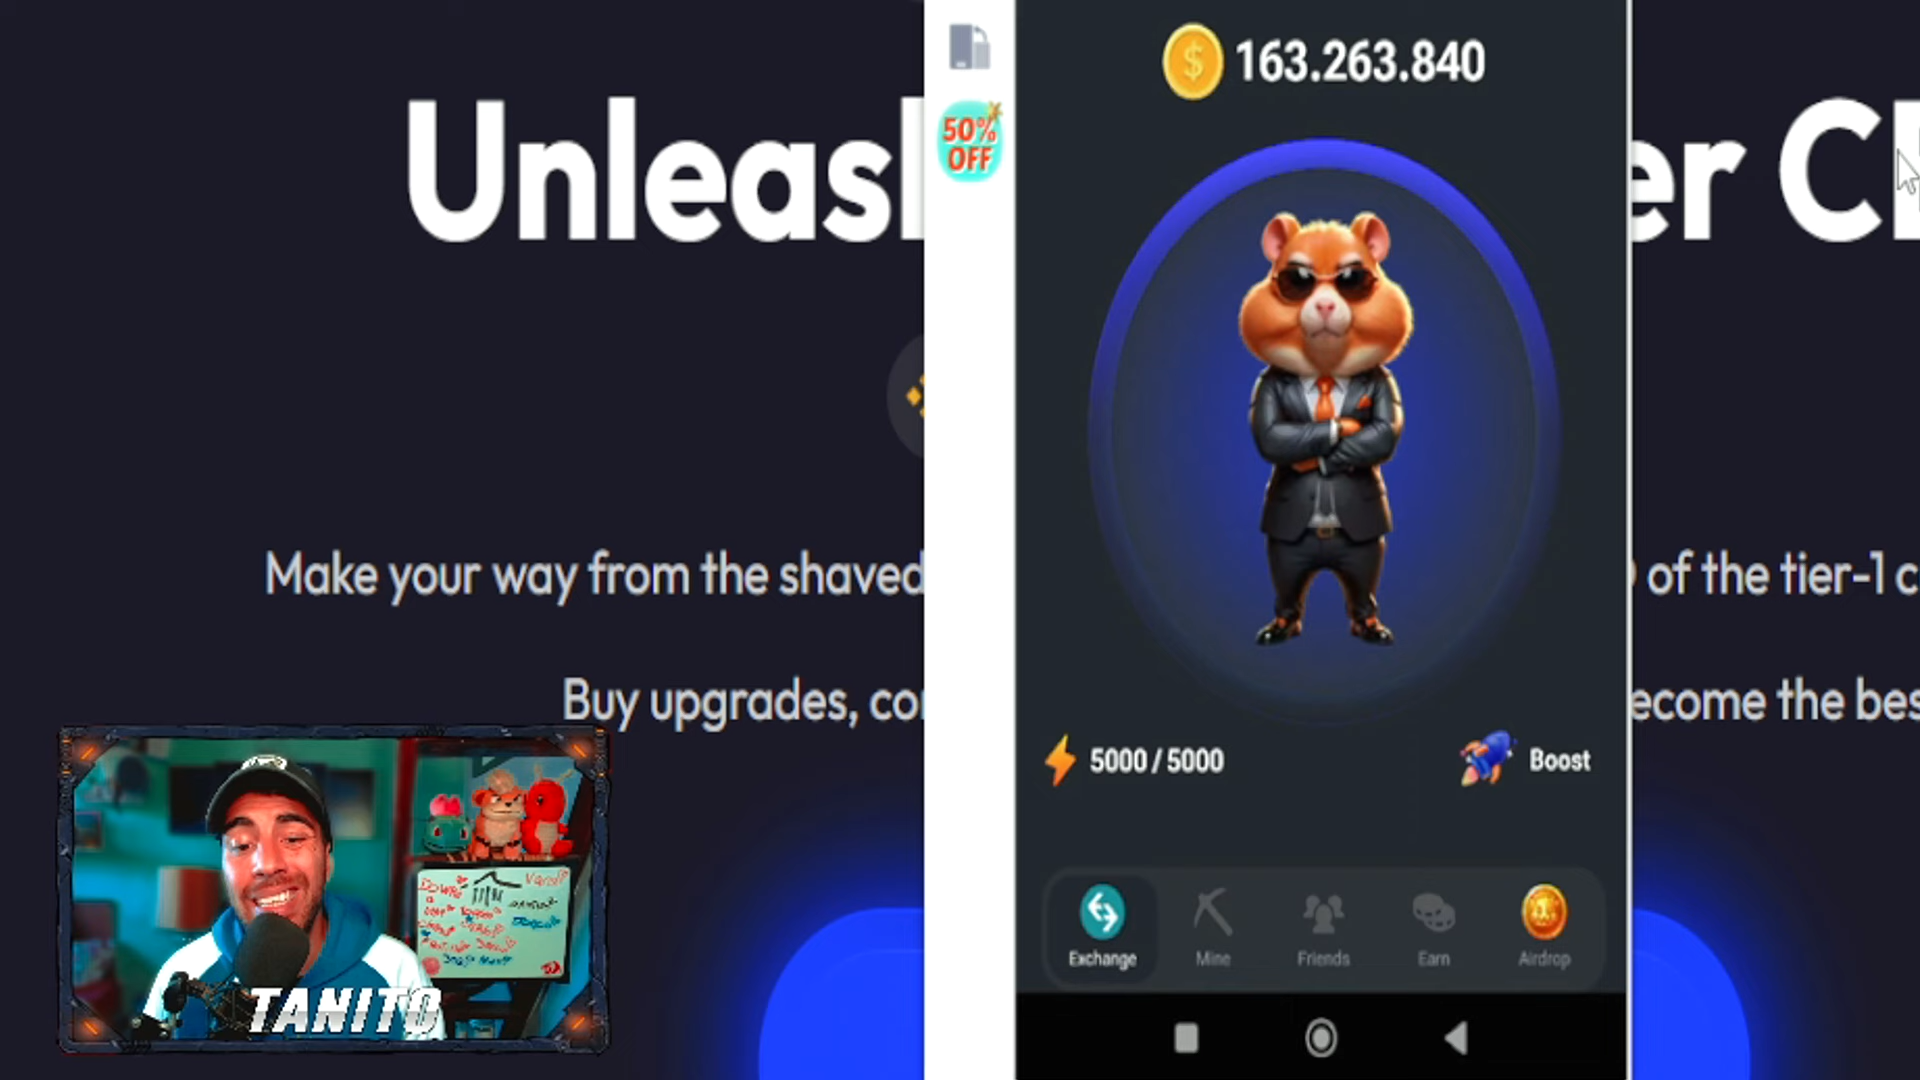 163.263.840
50%
OFF
Unleas
er C
Make your way from the shaved
of the tier-1 c
Buy upgrades, co
ecome the bes
5000 / 5000
Boost
Exchange
Mine
Friends
Earn
Airdrop
TANITO